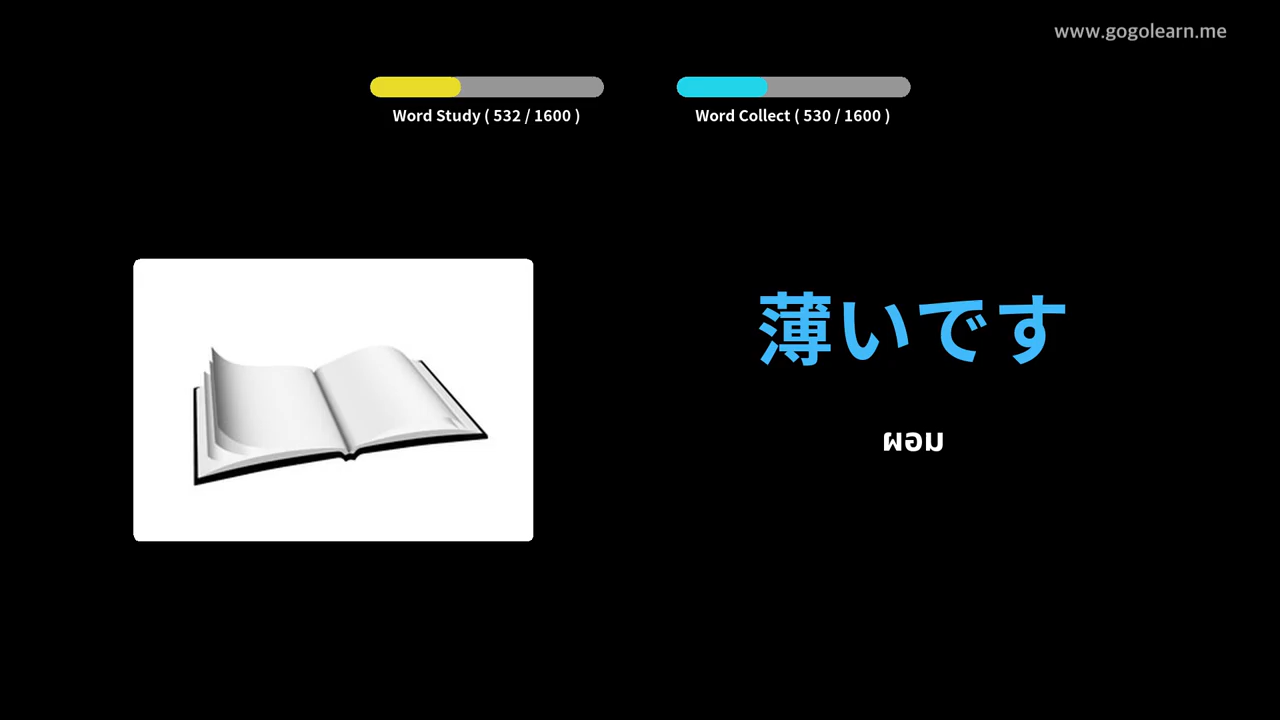 www.gogolearn.me
Word Study ( 532 / 1600 )
Word Collect ( 530 / 1600 )
薄いです
ผอม